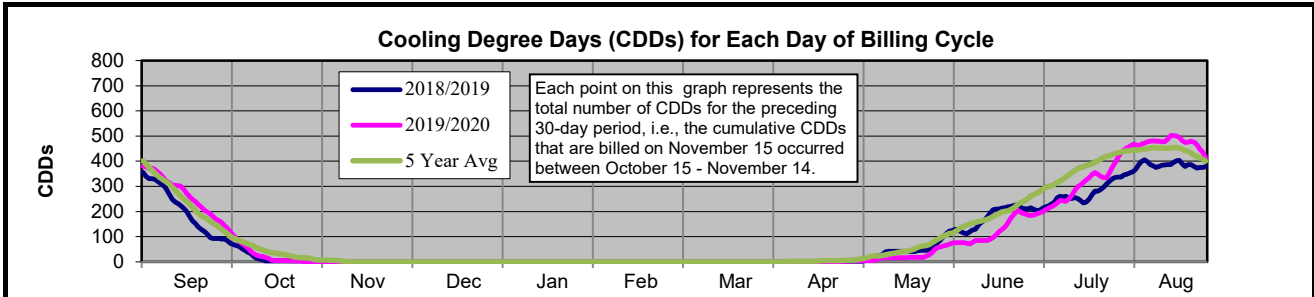 Cooling Degree Days (CDDs) for Each Day of Billing Cycle
CDDs
800
700
600
500
400
300
200
100
0
2018/2019
2019/2020
5 Year Avg
Each point on this graph represents the
total number of CDDs for the preceding
30-day period, i.e., the cumulative CDDs
that are billed on November 15 occurred
between October 15 - November 14.
Sep Oct Nov Dec Jan Feb Mar Apr May June July Aug